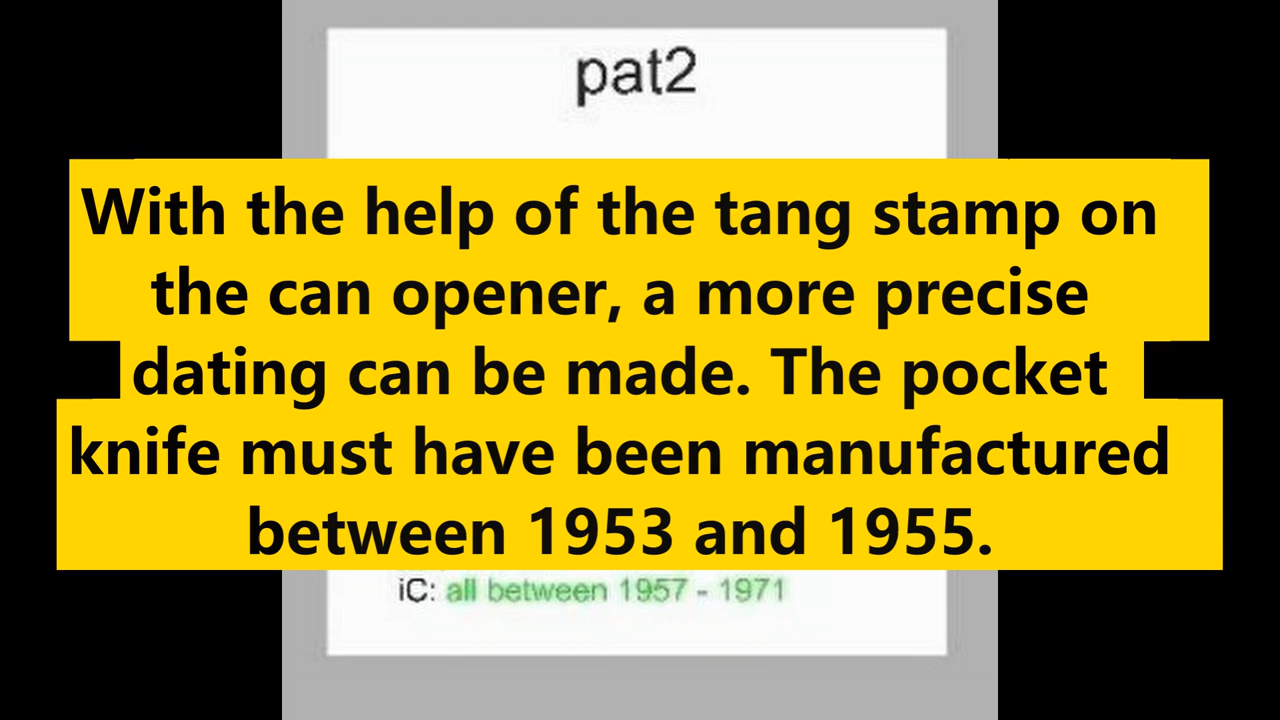 pat2
With the help of the tang stamp on
the can opener, a more precise
dating can be made. The pocket
knife must have been manufactured
between 1953 and 1955.
iC: all between 1957 - 1971